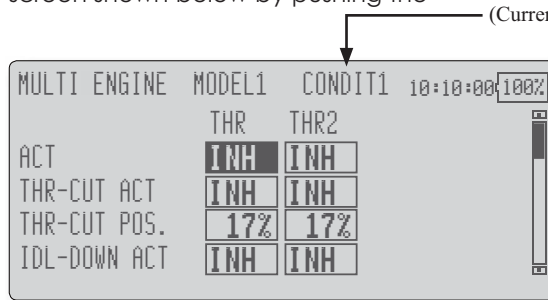 screen shown below by pushing the
(Curren
MULTI ENGINE MODEL1 CONDIT1 10:10:00 100%
THR THR2
ACT INH INH
THR-CUT ACT INH INH
THR-CUT POS. 17% 17%
IDL-DOWN ACT INH INH